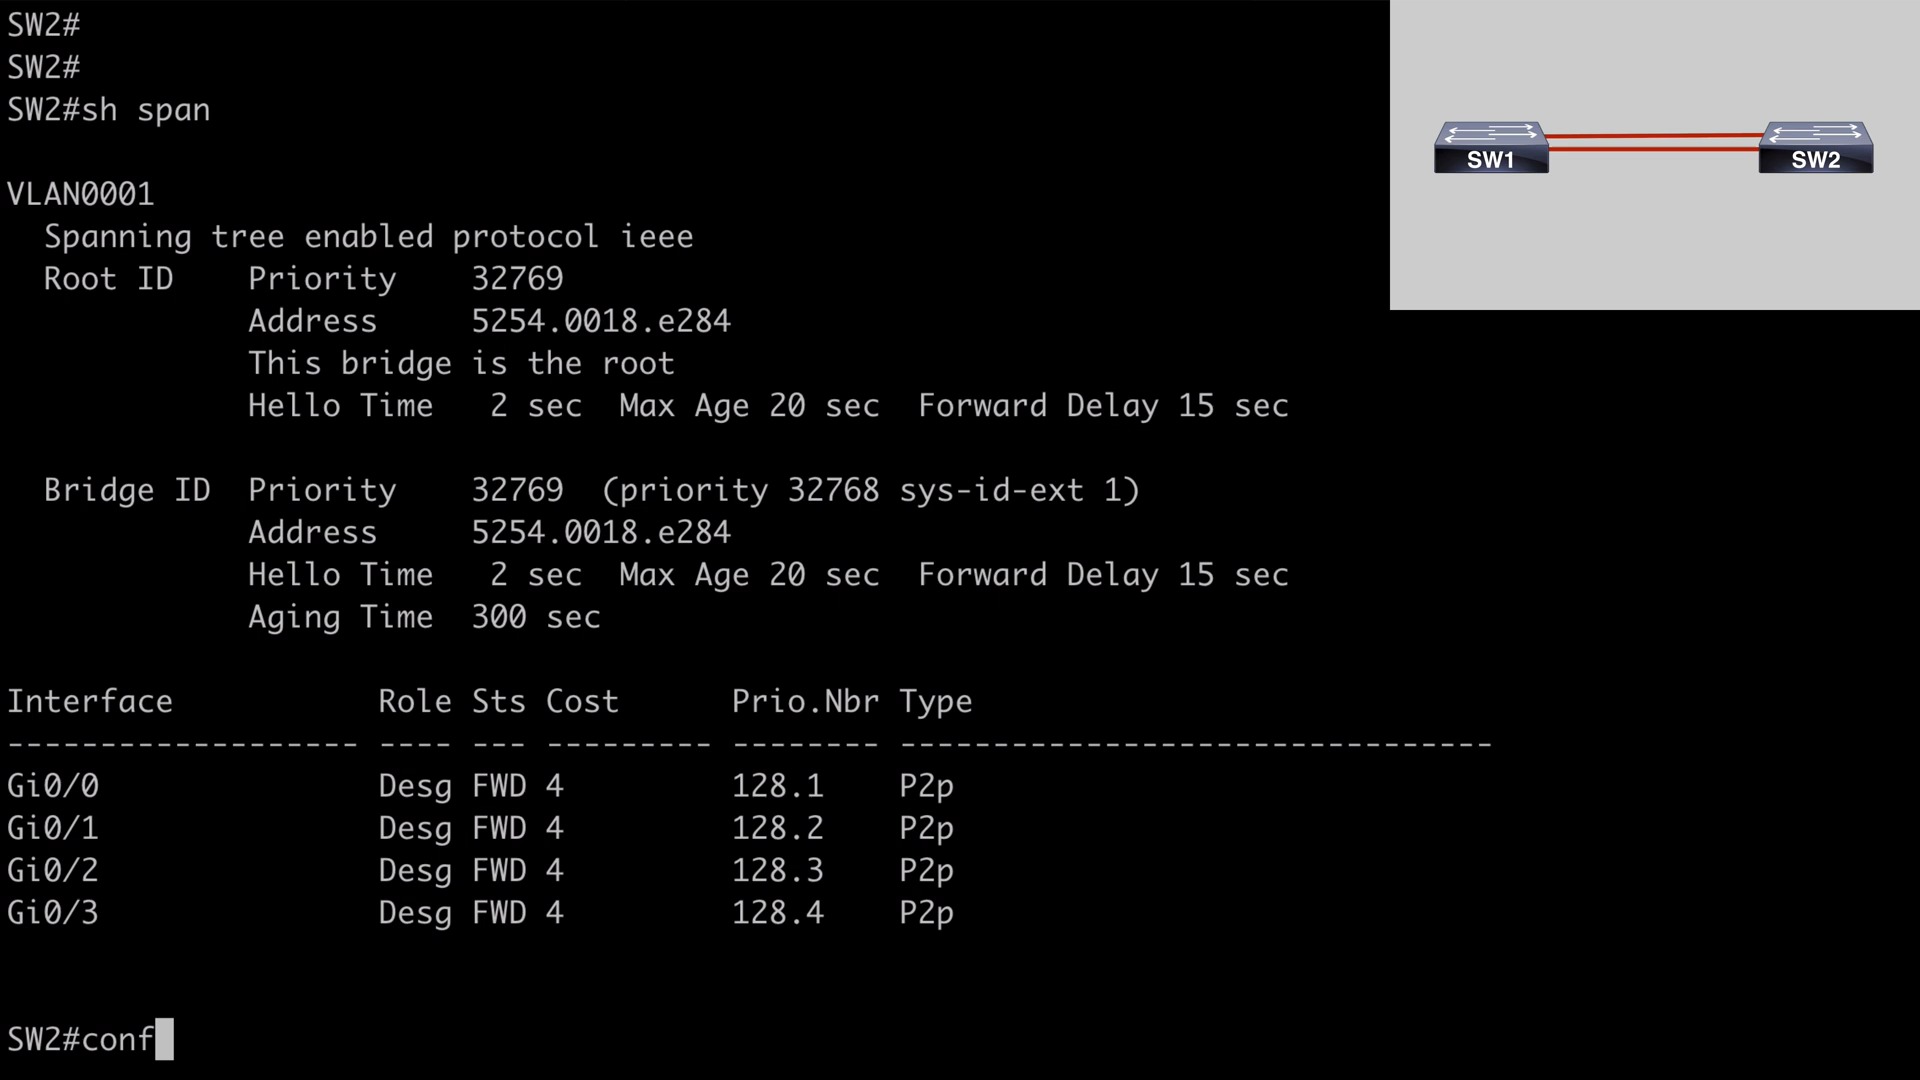 SW2#
SW2#
SW2#sh span
VLAN0001
  Spanning tree enabled protocol ieee
  Root ID    Priority    32769
             Address     5254.0018.e284
             This bridge is the root
             Hello Time   2 sec  Max Age 20 sec  Forward Delay 15 sec
  Bridge ID  Priority    32769  (priority 32768 sys-id-ext 1)
             Address     5254.0018.e284
             Hello Time   2 sec  Max Age 20 sec  Forward Delay 15 sec
             Aging Time  300 sec
Interface           Role Sts Cost      Prio.Nbr Type
------------------- ---- --- --------- -------- --------------------------------
Gi0/0               Desg FWD 4         128.1    P2p
Gi0/1               Desg FWD 4         128.2    P2p
Gi0/2               Desg FWD 4         128.3    P2p
Gi0/3               Desg FWD 4         128.4    P2p
SW2#conf
SW1
SW2